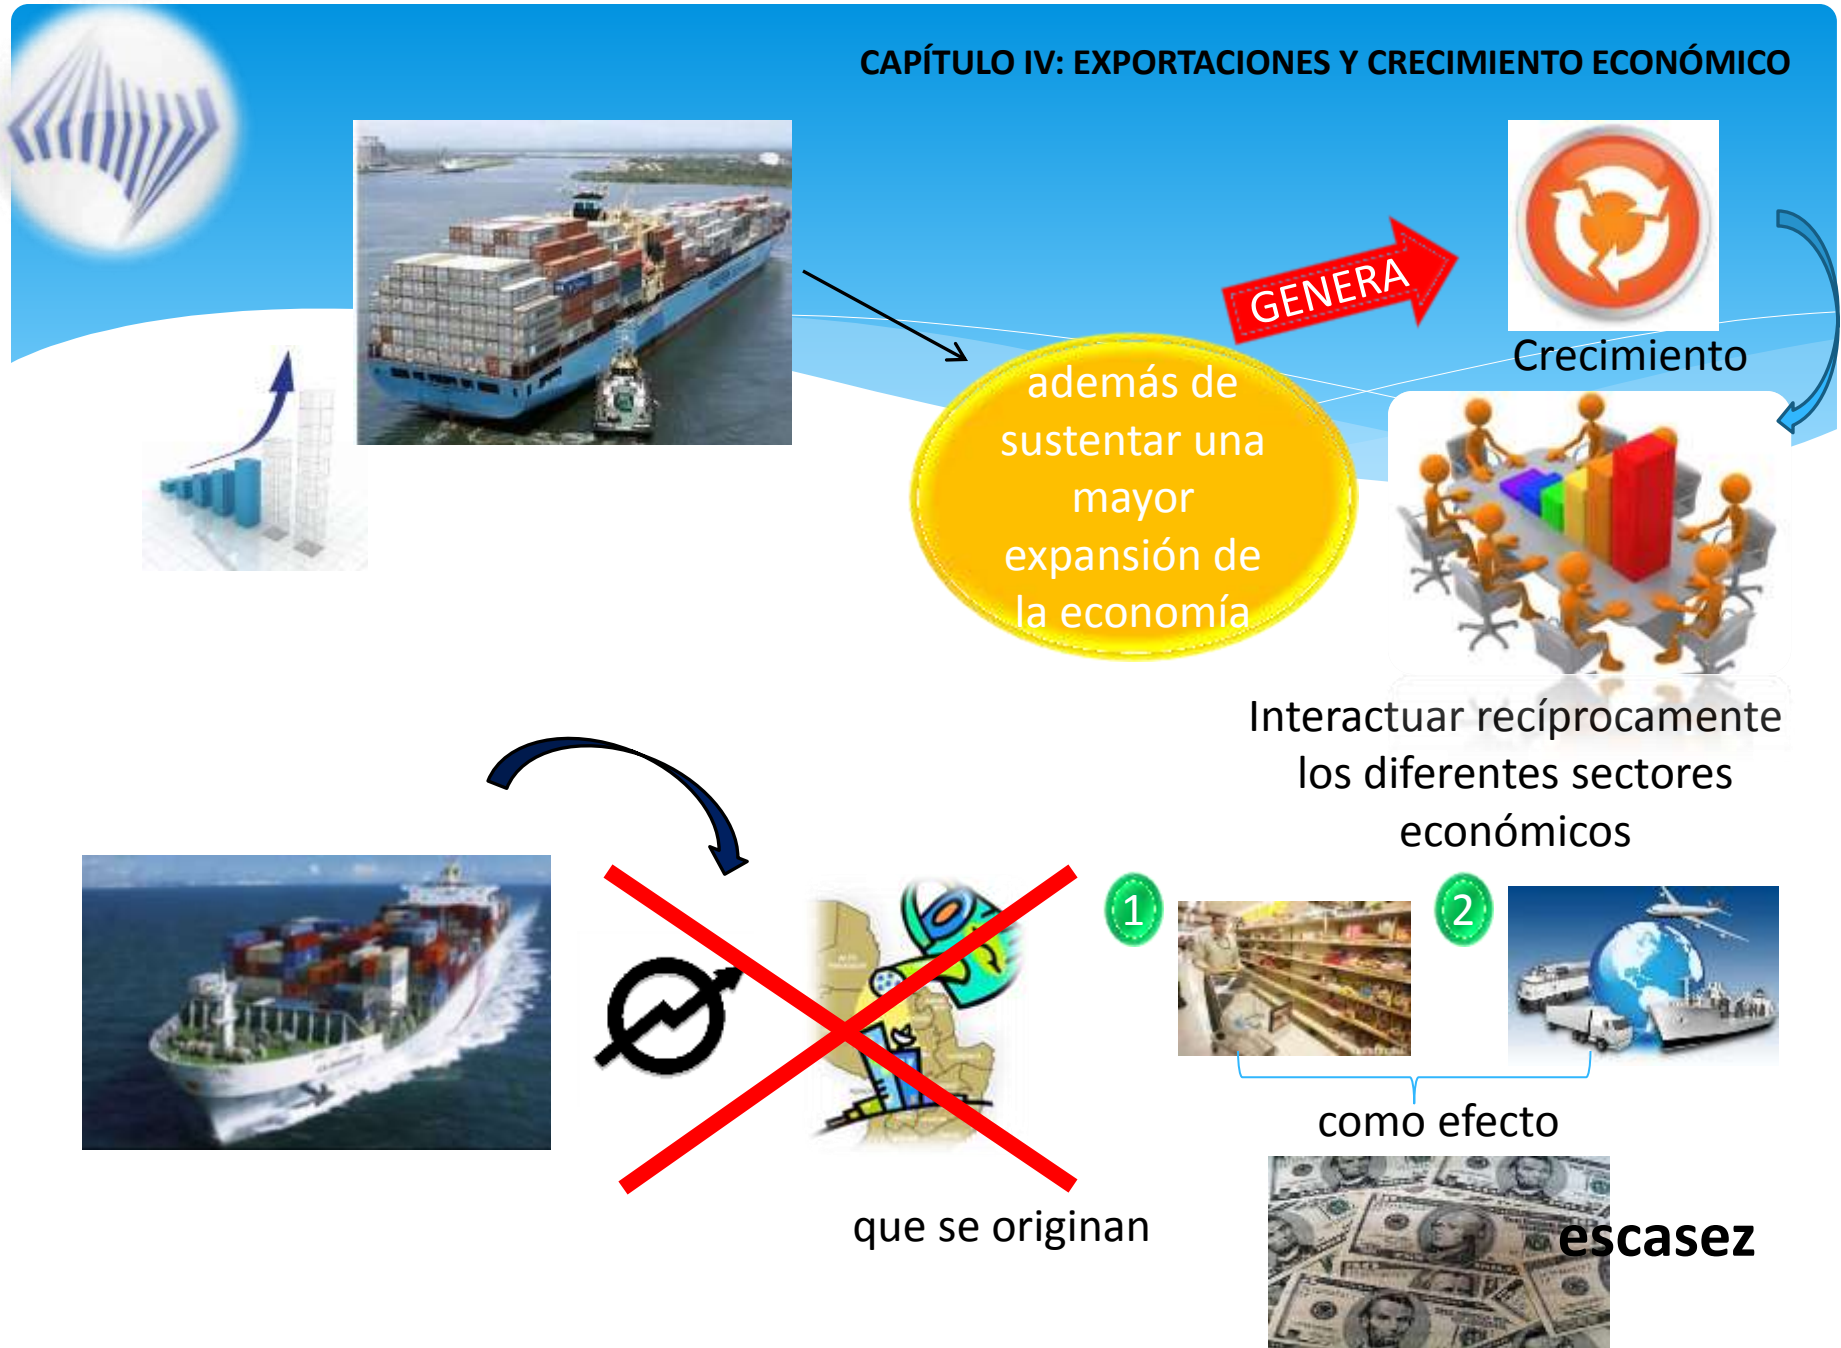 CAPÍTULO IV: EXPORTACIONES Y CRECIMIENTO ECONÓMICO
GENERA
Crecimiento
además de
sustentar una
mayor
expansión de
la economía
Interactuar recíprocamente
los diferentes sectores
económicos
1
2
como efecto
que se originan
escasez